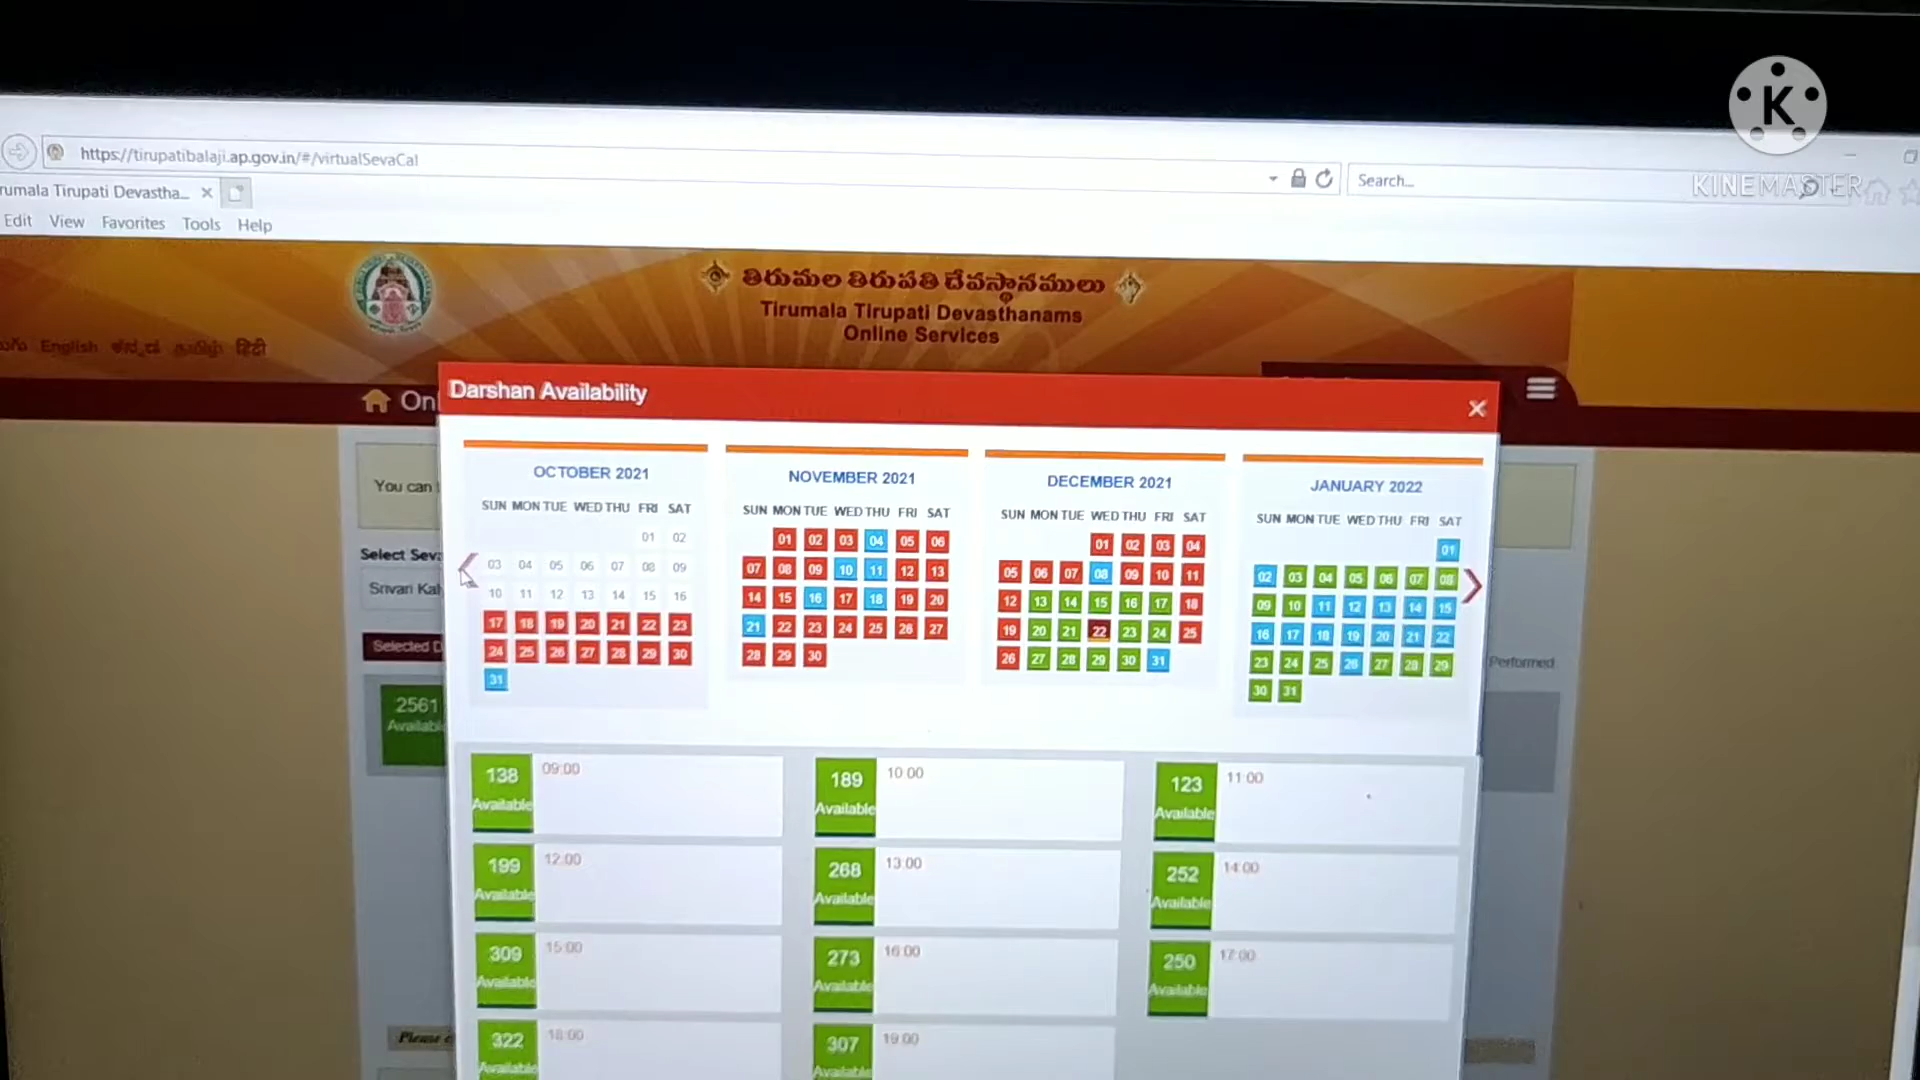 K
KINEMASTER
https://tirupatibalaji.ap.gov.in/#/virtualSevaCal
Search...
rumala Tirupati Devastha...
Edit View Favorites Tools Help
తిరుమల తిరుపతి దేవస్థానములు
Tirumala Tirupati Devasthanams
Online Services
English ಕನ್ನಡ தமிழ் हिंदी
Onl
Darshan Availability
You can
Select Seva
Srivari Kal
Selected D
Performed
2561
Available
OCTOBER 2021
SUN MON TUE WED THU FRI SAT
01 02
03 04 05 06 07 08 09
10 11 12 13 14 15 16
17 18 19 20 21 22 23
24 25 26 27 28 29 30
31
NOVEMBER 2021
SUN MON TUE WED THU FRI SAT
01 02 03 04 05 06
07 08 09 10 11 12 13
14 15 16 17 18 19 20
21 22 23 24 25 26 27
28 29 30
DECEMBER 2021
SUN MON TUE WED THU FRI SAT
01 02 03 04
05 06 07 08 09 10 11
12 13 14 15 16 17 18
19 20 21 22 23 24 25
26 27 28 29 30 31
JANUARY 2022
SUN MON TUE WED THU FRI SAT
01
02 03 04 05 06 07 08
09 10 11 12 13 14 15
16 17 18 19 20 21 22
23 24 25 26 27 28 29
30 31
138 Available 09:00
189 Available 10:00
123 Available 11:00
199 Available 12:00
268 Available 13:00
252 Available 14:00
309 Available 15:00
273 Available 16:00
250 Available 17:00
322 Available 18:00
307 Available 19:00
Please